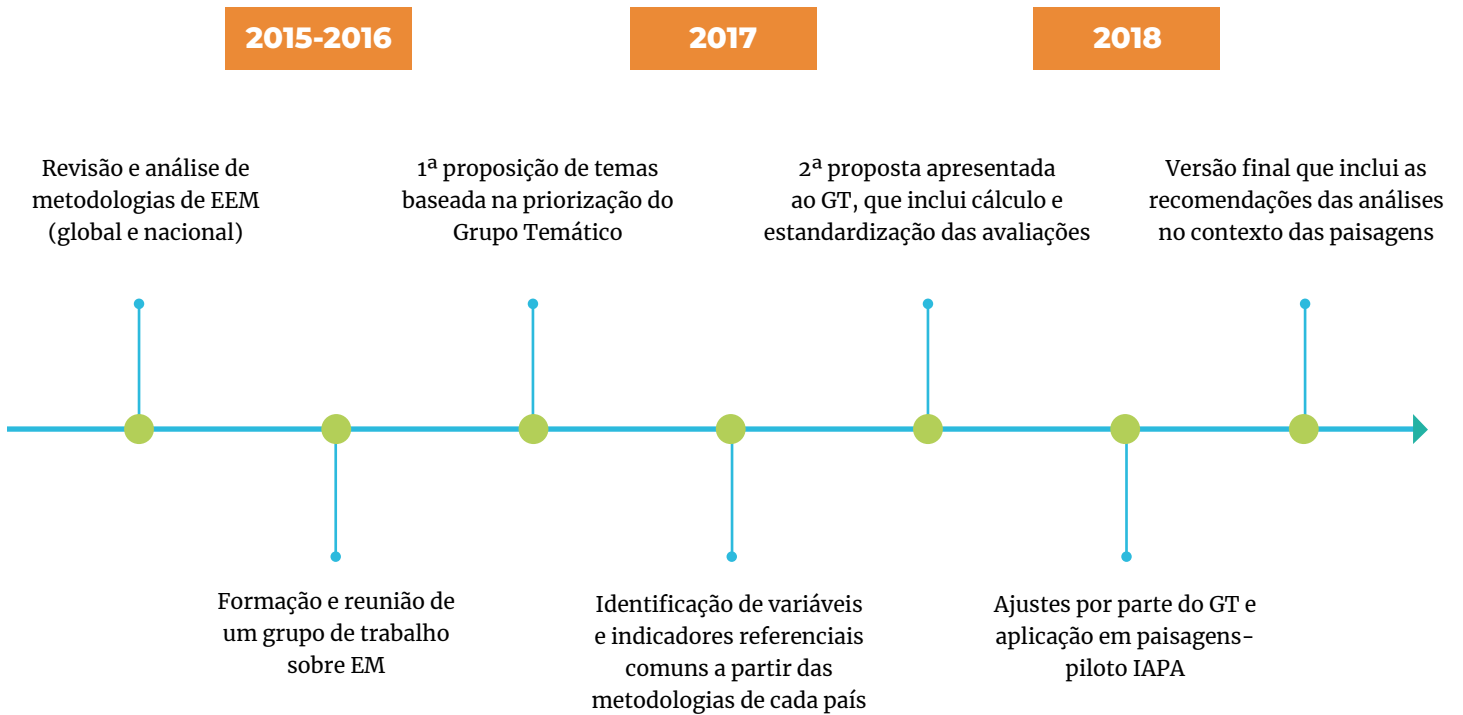 2015-2016
2017
2018
Revisão e análise de
metodologias de EEM
(global e nacional)
1ª proposição de temas
baseada na priorização do
Grupo Temático
2ª proposta apresentada
ao GT, que inclui cálculo e
estandardização das avaliações
Versão final que inclui as
recomendações das análises
no contexto das paisagens
Formação e reunião de
um grupo de trabalho
sobre EM
Identificação de variáveis
e indicadores referenciais
comuns a partir das
metodologias de cada país
Ajustes por parte do GT e
aplicação em paisagens-
piloto IAPA